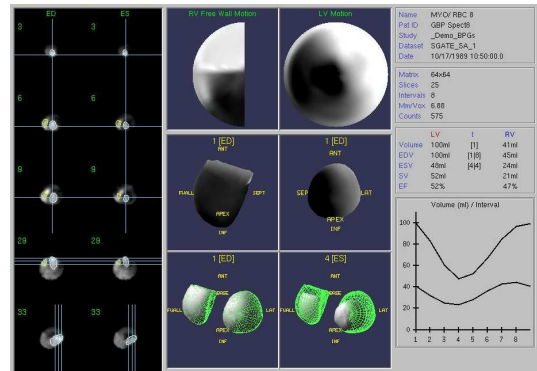 ED ES
3 3
6 6
9 9
29 29
33 33
RV Free Wall Motion LV Motion
1 [ED] 1 [ED]
ANT ANT
FWALL SEPT SEP LAT
APEX APEX
INF INF
1 [ED] 4 [ES]
ANT ANT
BASE BASE
FWALL LAT FWALL LAT
APEX APEX
INF INF
Name MYO/ RBC 8
Pat ID GBP Spect8
Study _Demo_BPGs
Dataset SGATE_SA_1
Date 10/17/1989 10:50:00.0
Matrix 64x64
Slices 25
Intervals 8
Mm/Vox 6.88
Counts 575
LV t RV
Volume 100ml [1] 41ml
EDV 100ml [1|8] 45ml
ESV 48ml [4|4] 24ml
SV 52ml 21ml
EF 52% 47%
Volume (ml) / Interval
100
80
60
40
20
0
1 2 3 4 5 6 7 8